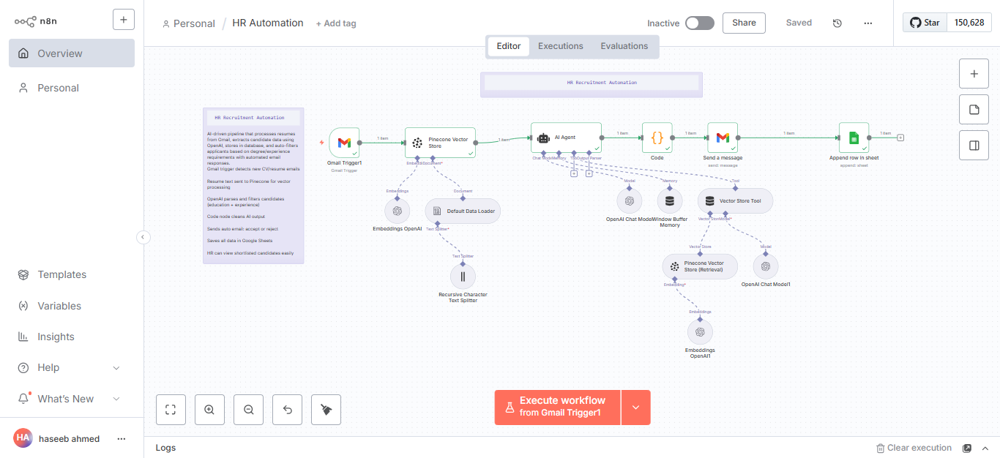 n8n
Overview
Personal
Templates
Variables
Insights
Help
What's New
HA
haseeb ahmed
Personal / HR Automation + Add tag
Inactive
Share
Saved
Star 150,628
Editor Executions Evaluations
HR Recruitment Automation
HR Recruitment Automation
AI-driven pipeline that processes resumes
from Gmail, extracts candidate data using
OpenAI, stores in database, and auto-filters
applicants based on degree/experience
requirements with automated email
responses.
Gmail trigger detects new CV/resume emails
Resume text sent to Pinecone for vector
processing
OpenAI parses and filters candidates
(education + experience)
Code node cleans AI output
Sends auto email: accept or reject
Saves all data in Google Sheets
HR can view shortlisted candidates easily
Gmail Trigger1
Gmail Trigger
1 item
Pinecone Vector
Store
Document*
1 item
AI Agent
Memory
Output Parser
1 item
Code
1 item
Send a message
send: message
1 item
Append row in sheet
append: sheet
1 item
Embeddings
Embeddings OpenAI
Document
Default Data Loader
Text Splitter*
Text Splitter
Recursive Character
Text Splitter
Model
OpenAI Chat Model
Memory
Window Buffer
Memory
Tool
Vector Store Tool
Model*
Vector Store
Pinecone Vector
Store (Retrieval)
Embedding*
Model
OpenAI Chat Model1
Embeddings
Embeddings
OpenAI1
Execute workflow
from Gmail Trigger1
Logs
Clear execution